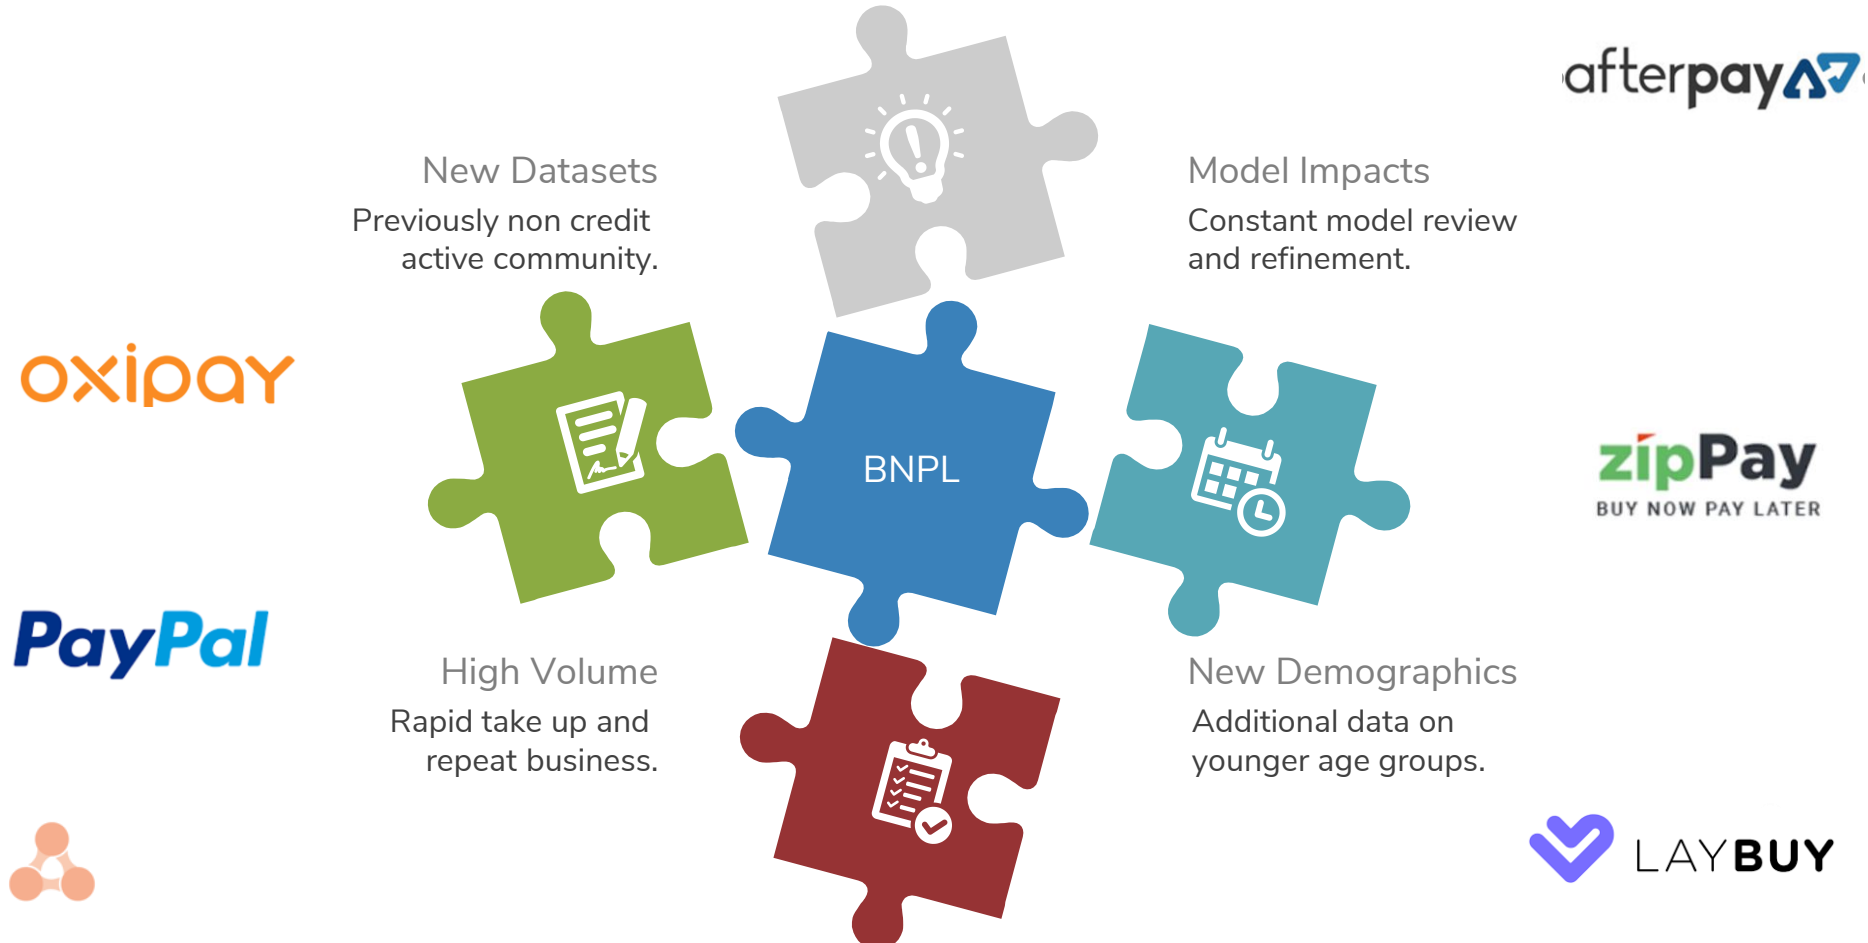 afterpay
New Datasets
Previously non credit
active community.
Model Impacts
Constant model review
and refinement.
oxipay
BNPL
zipPay
BUY NOW PAY LATER
PayPal
High Volume
Rapid take up and
repeat business.
New Demographics
Additional data on
younger age groups.
LAYBUY